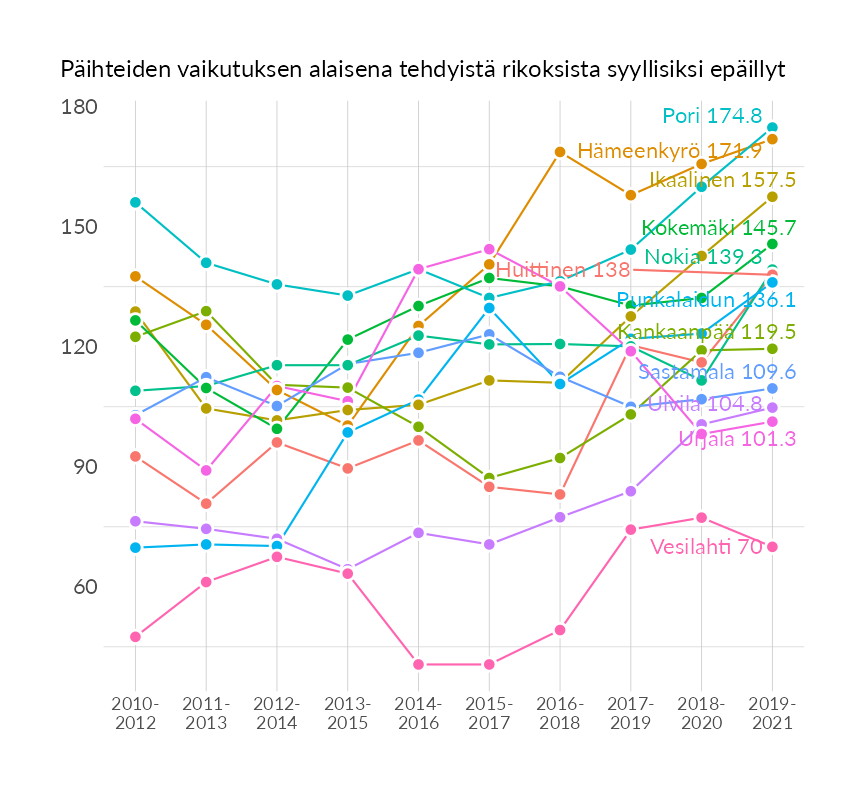 Päihteiden vaikutuksen alaisena tehdyistä rikoksista syyllisiksi epäillyt
180
Pori 174.8
Hämeenkyrö 171.9
Ikaalinen 157.5
150
Kokemäki 145.7
Nokia 139.3
Huittinen 138
Punkalaidun 136.1
120
Kankaanpää 119.5
Sastamala 109.6
Ulvila 104.8
Urjala 101.3
90
Vesilahti 70
60
2010-
2012
2011-
2013
2012-
2014
2013-
2015
2014-
2016
2015-
2017
2016-
2018
2017-
2019
2018-
2020
2019-
2021